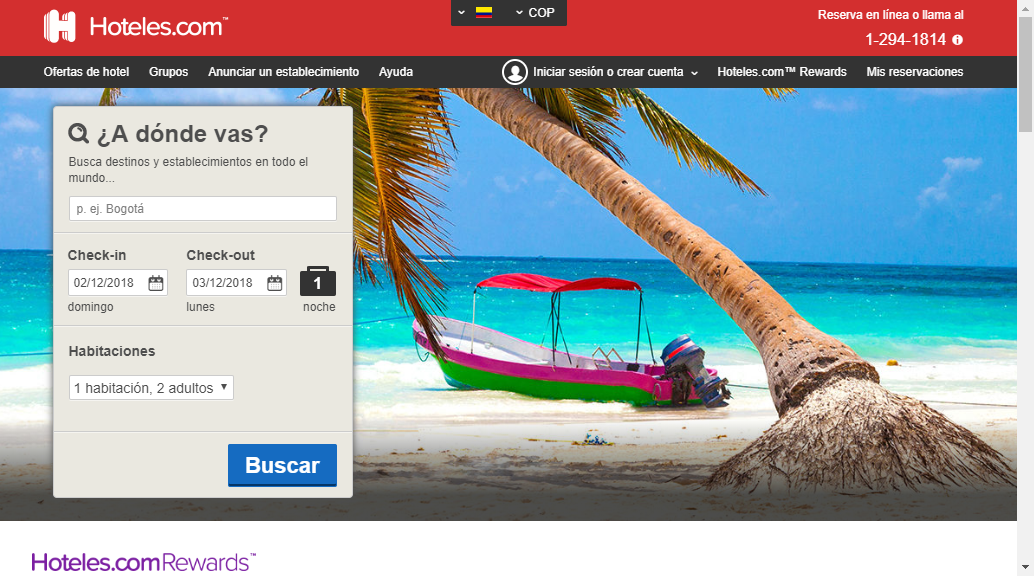 Hoteles.com™
COP
Reserva en línea o llama al
1-294-1814
Ofertas de hotel Grupos Anunciar un establecimiento Ayuda Iniciar sesión o crear cuenta Hoteles.com™ Rewards Mis reservaciones
¿A dónde vas?
Busca destinos y establecimientos en todo el
mundo...
p. ej. Bogotá
Check-in Check-out
02/12/2018 03/12/2018 1
domingo lunes noche
Habitaciones
1 habitación, 2 adultos
Buscar
Hoteles.com Rewards™